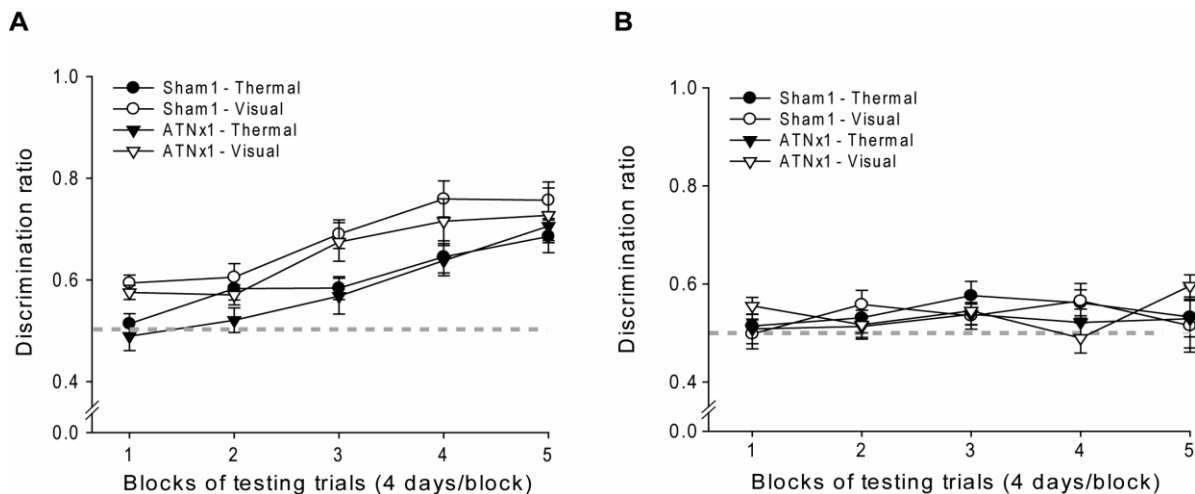 A
Discrimination ratio
1.0
0.8
0.6
0.4
0.0
Sham1 - Thermal
Sham1 - Visual
ATNx1 - Thermal
ATNx1 - Visual
1 2 3 4 5
Blocks of testing trials (4 days/block)
B
Discrimination ratio
1.0
0.8
0.6
0.4
0.0
Sham1 - Thermal
Sham1 - Visual
ATNx1 - Thermal
ATNx1 - Visual
1 2 3 4 5
Blocks of testing trials (4 days/block)